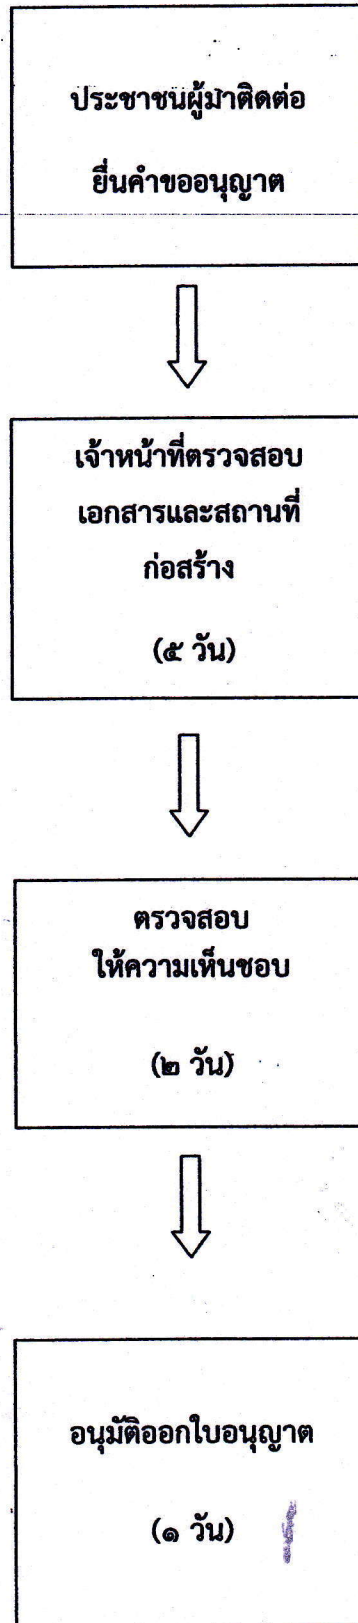 ประชาชนผู้มาติดต่อ
ยื่นคำขออนุญาต
เจ้าหน้าที่ตรวจสอบ
เอกสารและสถานที่
ก่อสร้าง
(๕ วัน)
ตรวจสอบ
ให้ความเห็นชอบ
(๒ วัน)
อนุมัติออกใบอนุญาต
(๑ วัน)